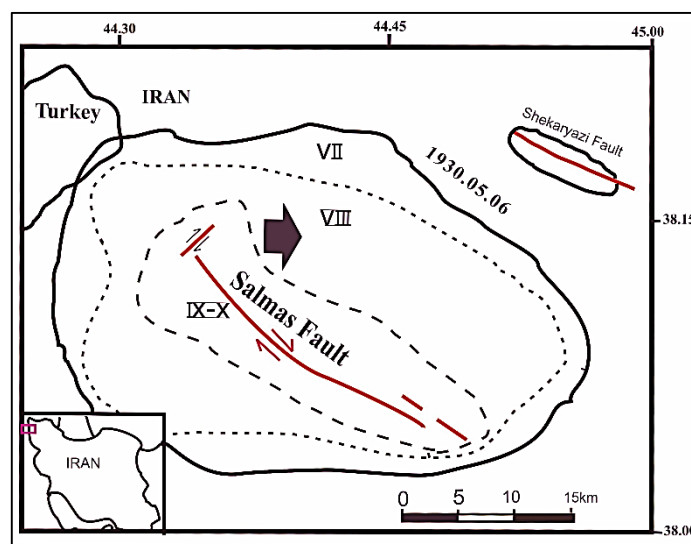 44.30
44.45
45.00
Turkey
IRAN
VII
Shekaryazi Fault
1930.05.06
VIII
38.15
IX-X
Salmas Fault
IRAN
0
5
10
15km
38.00